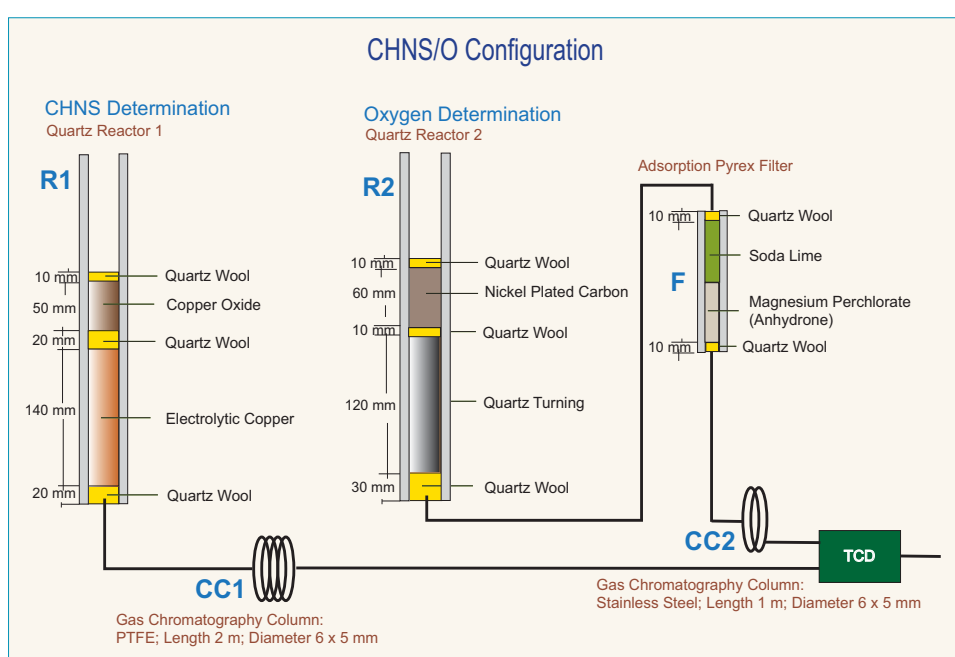 CHNS/O Configuration
CHNS Determination
Quartz Reactor 1
R1
10 mm
Quartz Wool
50 mm
Copper Oxide
20 mm
Quartz Wool
140 mm
Electrolytic Copper
20 mm
Quartz Wool
CC1
Gas Chromatography Column:
PTFE; Length 2 m; Diameter 6 x 5 mm
Oxygen Determination
Quartz Reactor 2
R2
10 mm
Quartz Wool
60 mm
Nickel Plated Carbon
10 mm
Quartz Wool
120 mm
Quartz Turning
30 mm
Quartz Wool
Adsorption Pyrex Filter
10 mm
Quartz Wool
Soda Lime
F
Magnesium Perchlorate
(Anhydrone)
10 mm
Quartz Wool
CC2
TCD
Gas Chromatography Column:
Stainless Steel; Length 1 m; Diameter 6 x 5 mm